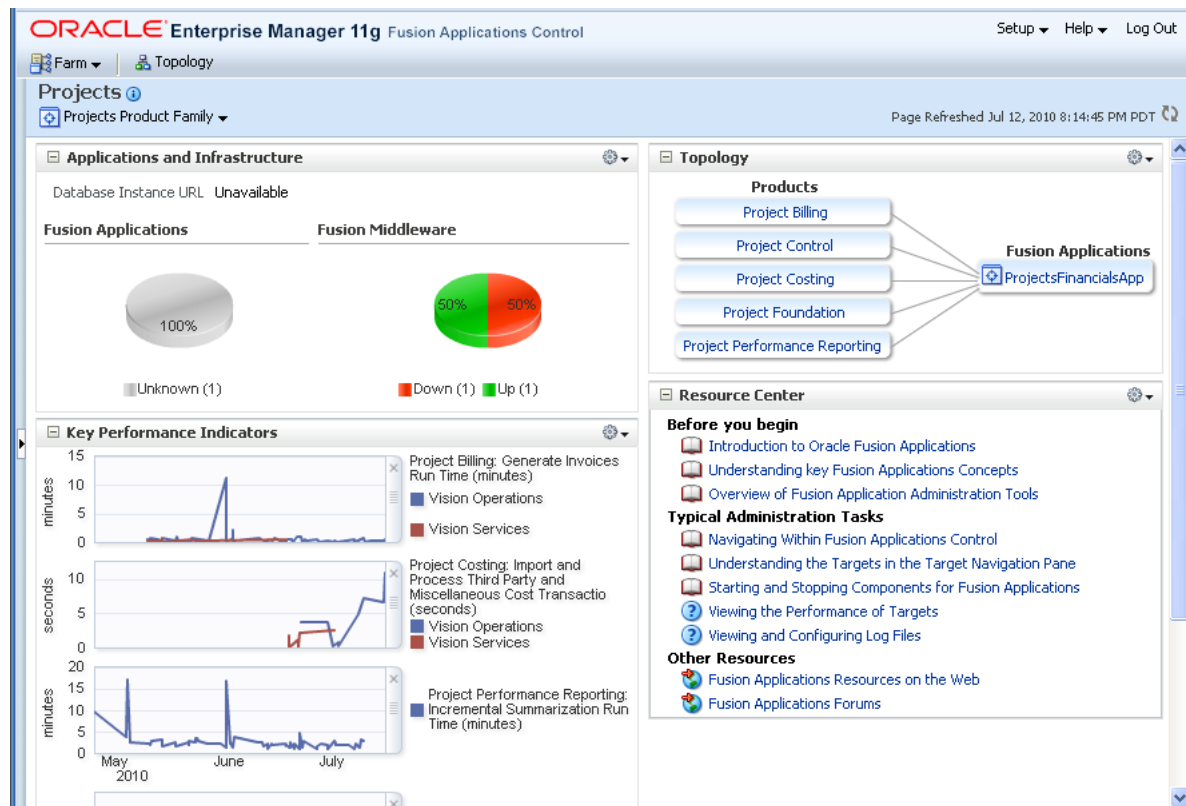 ORACLE Enterprise Manager 11g Fusion Applications Control
Setup Help Log Out
Farm Topology
Projects
Projects Product Family
Page Refreshed Jul 12, 2010 8:14:45 PM PDT
Applications and Infrastructure
Database Instance URL Unavailable
Fusion Applications
Fusion Middleware
100%
50% 50%
Unknown (1)
Down (1) Up (1)
Key Performance Indicators
15
10
5
0
minutes
Project Billing: Generate Invoices
Run Time (minutes)
Vision Operations
Vision Services
10
5
0
seconds
Project Costing: Import and
Process Third Party and
Miscellaneous Cost Transactio
(seconds)
Vision Operations
Vision Services
20
15
10
5
0
minutes
Project Performance Reporting:
Incremental Summarization Run
Time (minutes)
May June July
2010
Topology
Products
Project Billing
Project Control
Project Costing
Project Foundation
Project Performance Reporting
Fusion Applications
ProjectsFinancialsApp
Resource Center
Before you begin
Introduction to Oracle Fusion Applications
Understanding key Fusion Applications Concepts
Overview of Fusion Application Administration Tools
Typical Administration Tasks
Navigating Within Fusion Applications Control
Understanding the Targets in the Target Navigation Pane
Starting and Stopping Components for Fusion Applications
Viewing the Performance of Targets
Viewing and Configuring Log Files
Other Resources
Fusion Applications Resources on the Web
Fusion Applications Forums